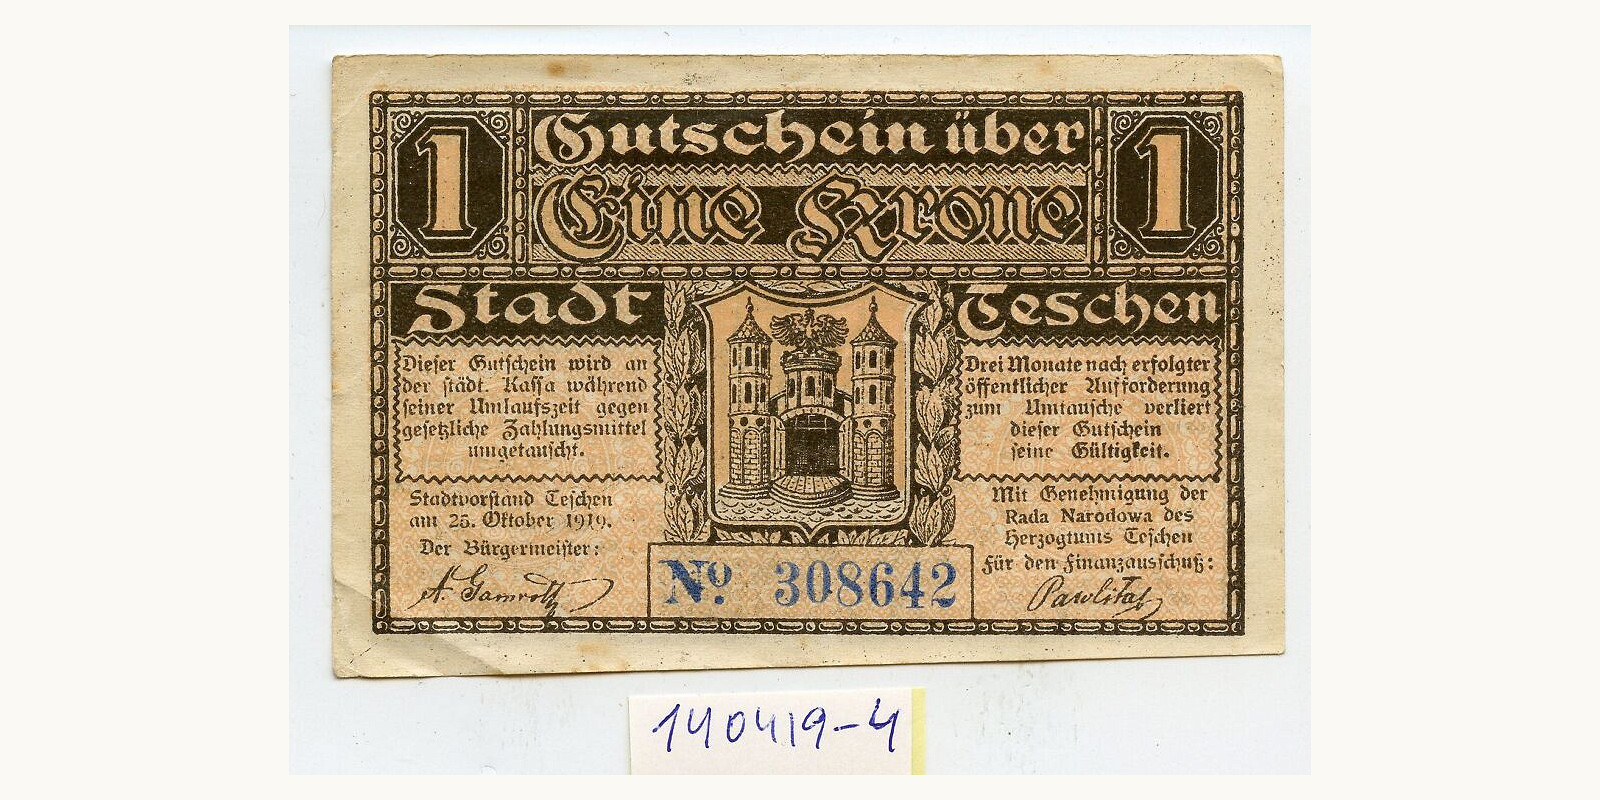 1 Gutschein über 1
Eine Krone
Stadt Teschen
Dieser Gutschein wird an
der städt. Kassa während
seiner Umlaufszeit gegen
gesetzliche Zahlungsmittel
umgetauscht.
Drei Monate nach erfolgter
öffentlicher Aufforderung
zum Umtausche verliert
dieser Gutschein
seine Gültigkeit.
Stadtvorstand Teschen
am 25. Oktober 1919.
Der Bürgermeister:
A. Gamroth
Mit Genehmigung der
Rada Narodowa des
Herzogtums Teschen
Für den Finanzausschuß:
No. 308642
140419-4